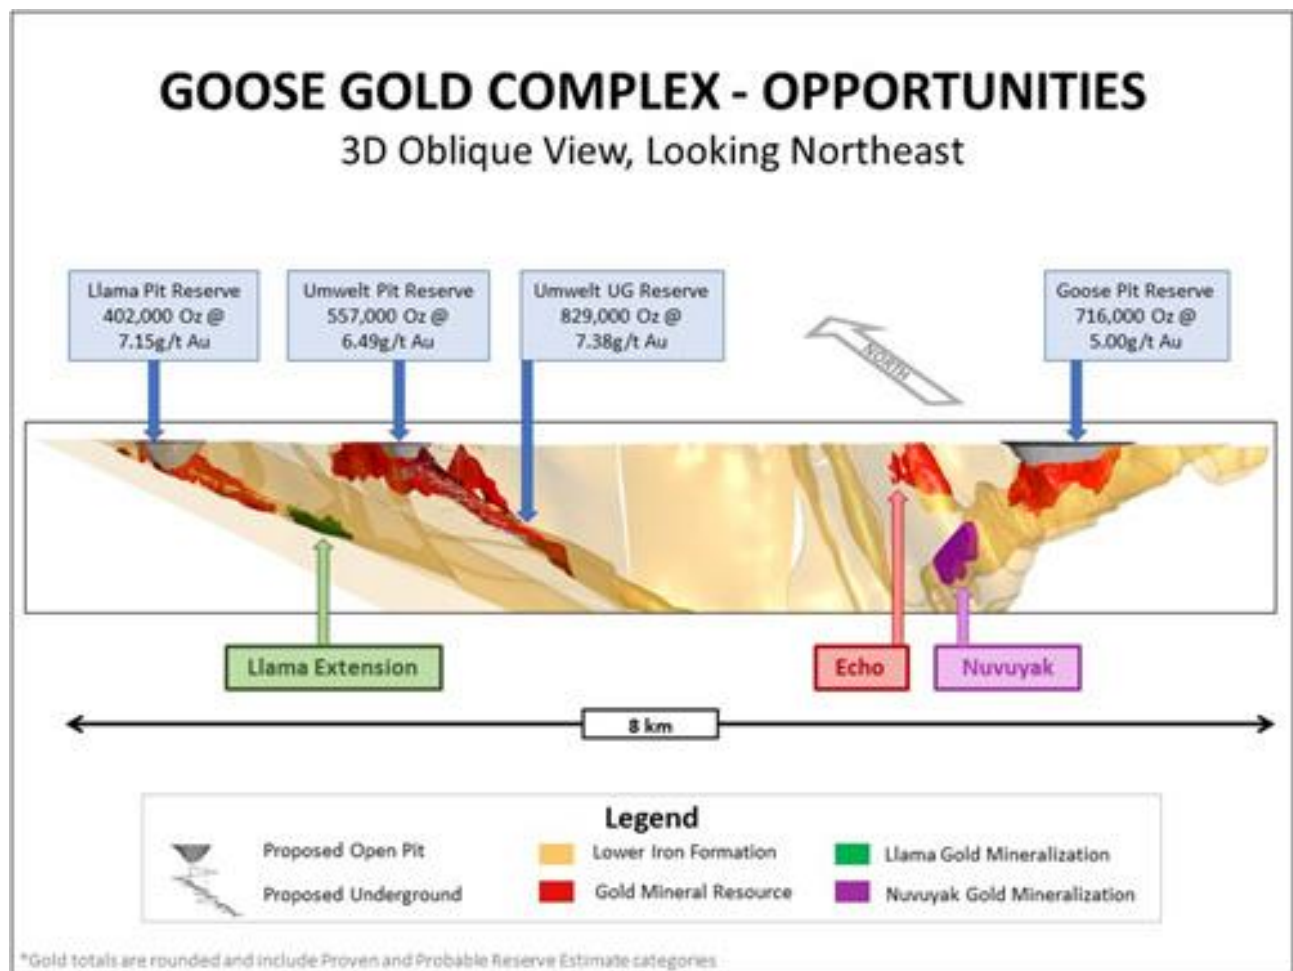 GOOSE GOLD COMPLEX - OPPORTUNITIES
3D Oblique View, Looking Northeast
Llama Pit Reserve
402,000 Oz @
7.15g/t Au
Umwelt Pit Reserve
557,000 Oz @
6.49g/t Au
Umwelt UG Reserve
829,000 Oz @
7.38g/t Au
Goose Pit Reserve
716,000 Oz @
5.00g/t Au
NORTH
Llama Extension
Echo
Nuvuyak
8 km
Legend
Proposed Open Pit
Proposed Underground
Lower Iron Formation
Gold Mineral Resource
Llama Gold Mineralization
Nuvuyak Gold Mineralization
*Gold totals are rounded and include Proven and Probable Reserve Estimate categories